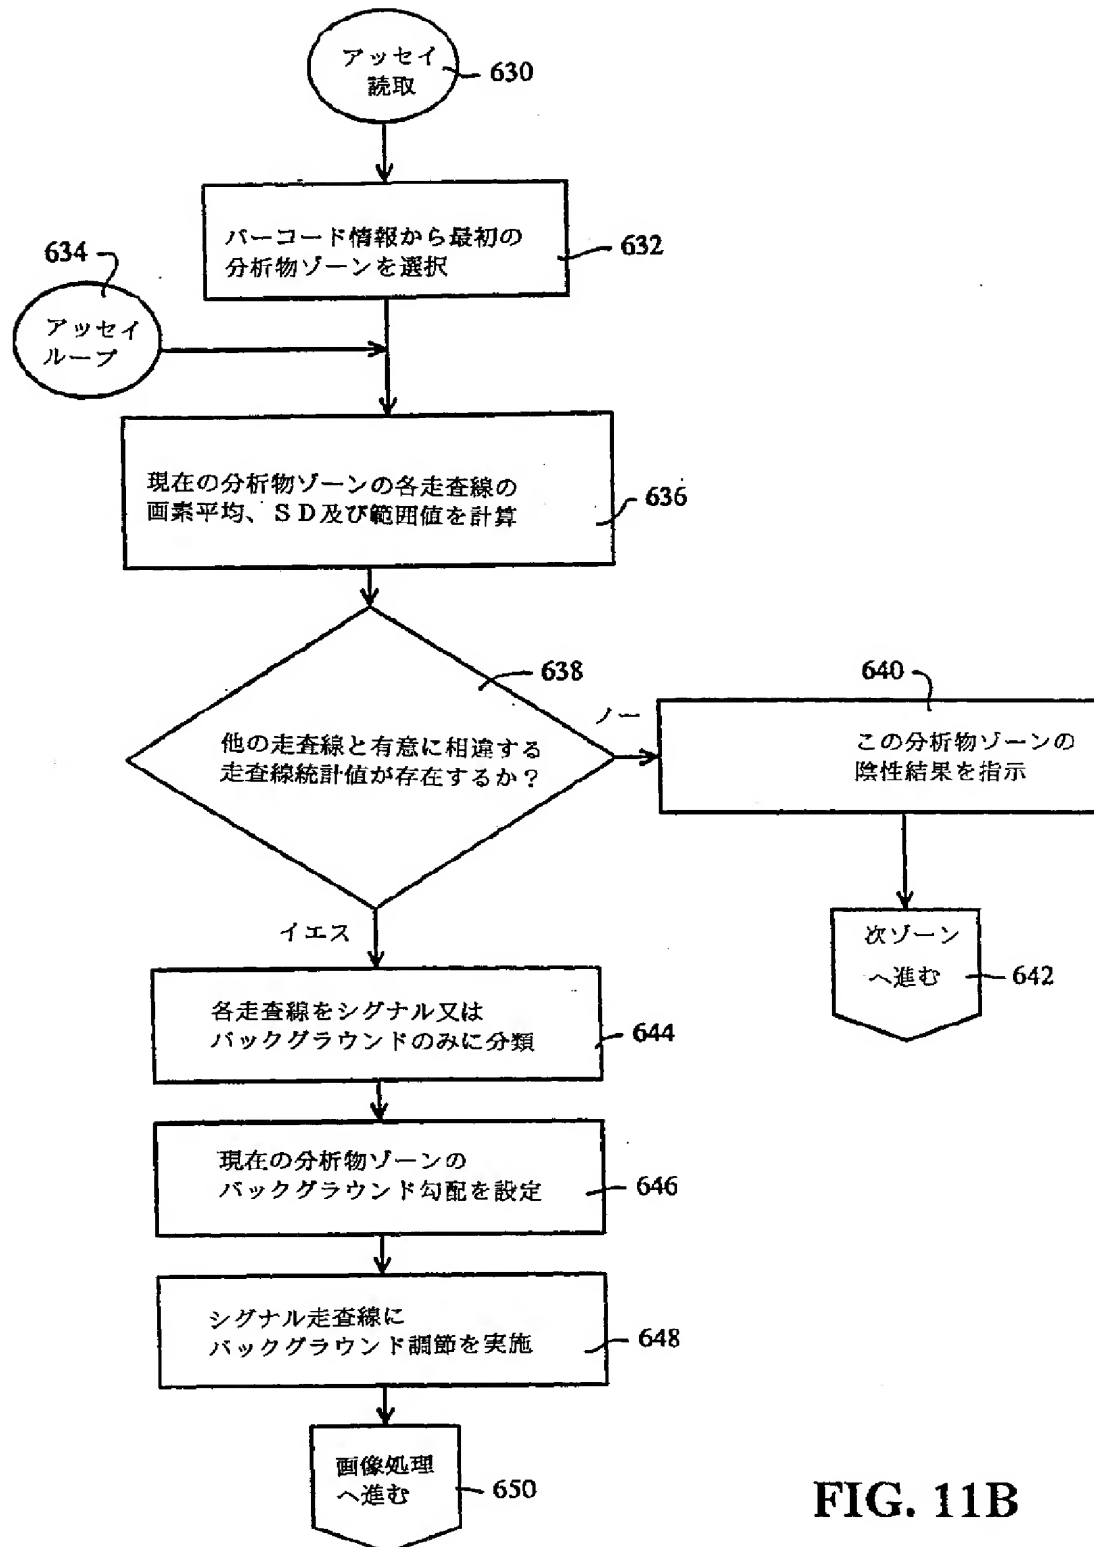 アッセイ
読取
630
バーコード情報から最初の
分析物ゾーンを選択
632
634
アッセイ
ループ
現在の分析物ゾーンの各走査線の
画素平均、SD及び範囲値を計算
636
638
他の走査線と有意に相違する
走査線統計値が存在するか?
ノー
640
この分析物ゾーンの
陰性結果を指示
次ゾーン
へ進む
642
イエス
各走査線をシグナル又は
バックグラウンドのみに分類
644
現在の分析物ゾーンの
バックグラウンド勾配を設定
646
シグナル走査線に
バックグラウンド調節を実施
648
画像処理
へ進む
650
FIG. 11B